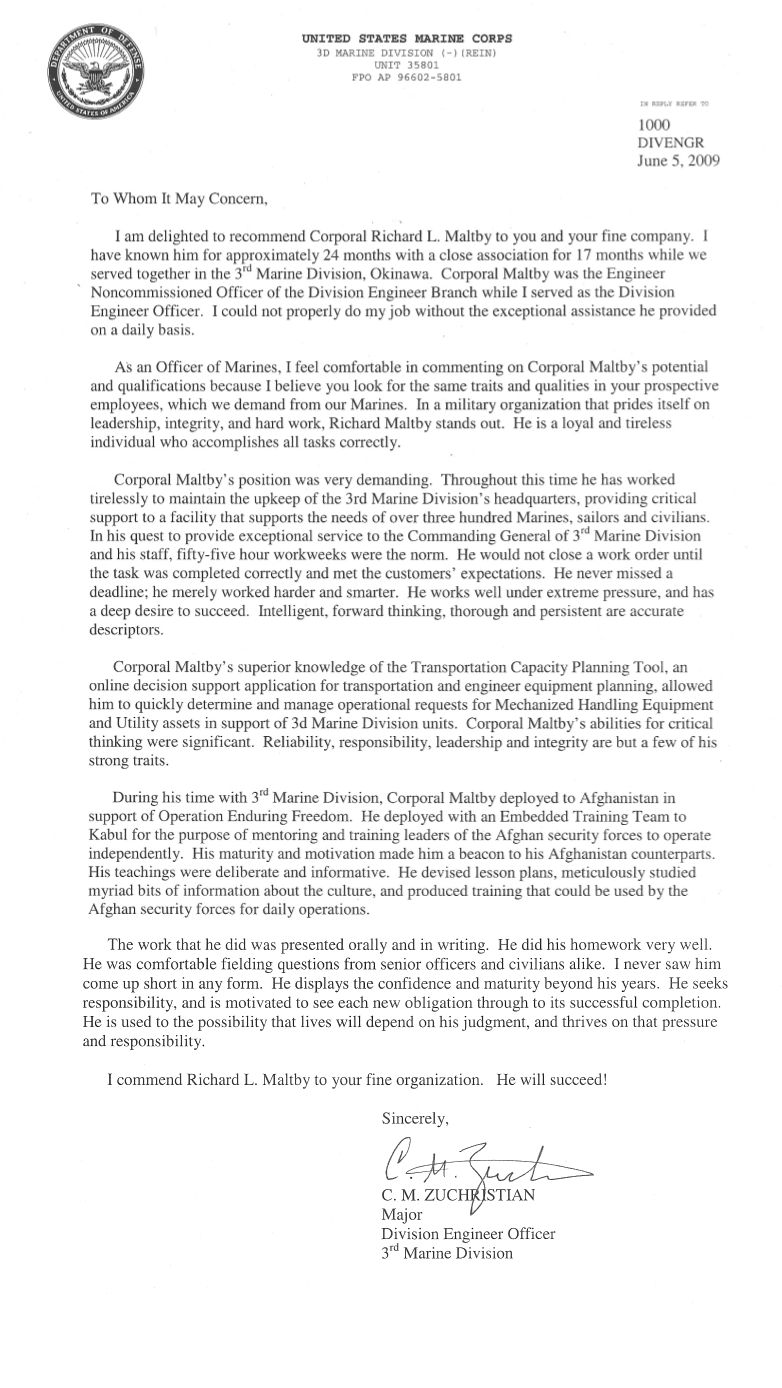 DEPARTMENT OF DEFENSE
UNITED STATES OF AMERICA
UNITED STATES MARINE CORPS
3D MARINE DIVISION (-)(REIN)
UNIT 35801
FPO AP 96602-5801
IN REPLY REFER TO
1000
DIVENGR
June 5, 2009
To Whom It May Concern,
I am delighted to recommend Corporal Richard L. Maltby to you and your fine company. I
have known him for approximately 24 months with a close association for 17 months while we
served together in the 3rd Marine Division, Okinawa. Corporal Maltby was the Engineer
Noncommissioned Officer of the Division Engineer Branch while I served as the Division
Engineer Officer. I could not properly do my job without the exceptional assistance he provided
on a daily basis.
As an Officer of Marines, I feel comfortable in commenting on Corporal Maltby's potential
and qualifications because I believe you look for the same traits and qualities in your prospective
employees, which we demand from our Marines. In a military organization that prides itself on
leadership, integrity, and hard work, Richard Maltby stands out. He is a loyal and tireless
individual who accomplishes all tasks correctly.
Corporal Maltby's position was very demanding. Throughout this time he has worked
tirelessly to maintain the upkeep of the 3rd Marine Division's headquarters, providing critical
support to a facility that supports the needs of over three hundred Marines, sailors and civilians.
In his quest to provide exceptional service to the Commanding General of 3rd Marine Division
and his staff, fifty-five hour workweeks were the norm. He would not close a work order until
the task was completed correctly and met the customers' expectations. He never missed a
deadline; he merely worked harder and smarter. He works well under extreme pressure, and has
a deep desire to succeed. Intelligent, forward thinking, thorough and persistent are accurate
descriptors.
Corporal Maltby's superior knowledge of the Transportation Capacity Planning Tool, an
online decision support application for transportation and engineer equipment planning, allowed
him to quickly determine and manage operational requests for Mechanized Handling Equipment
and Utility assets in support of 3d Marine Division units. Corporal Maltby's abilities for critical
thinking were significant. Reliability, responsibility, leadership and integrity are but a few of his
strong traits.
During his time with 3rd Marine Division, Corporal Maltby deployed to Afghanistan in
support of Operation Enduring Freedom. He deployed with an Embedded Training Team to
Kabul for the purpose of mentoring and training leaders of the Afghan security forces to operate
independently. His maturity and motivation made him a beacon to his Afghanistan counterparts.
His teachings were deliberate and informative. He devised lesson plans, meticulously studied
myriad bits of information about the culture, and produced training that could be used by the
Afghan security forces for daily operations.
The work that he did was presented orally and in writing. He did his homework very well.
He was comfortable fielding questions from senior officers and civilians alike. I never saw him
come up short in any form. He displays the confidence and maturity beyond his years. He seeks
responsibility, and is motivated to see each new obligation through to its successful completion.
He is used to the possibility that lives will depend on his judgment, and thrives on that pressure
and responsibility.
I commend Richard L. Maltby to your fine organization. He will succeed!
Sincerely,
C. M. ZUCHRISTIAN
Major
Division Engineer Officer
3rd Marine Division